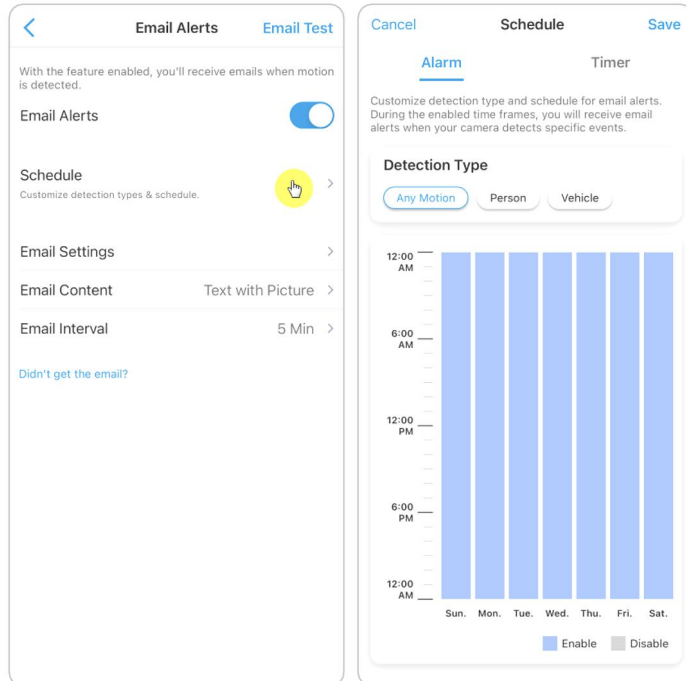 Email Alerts
Email Test
With the feature enabled, you'll receive emails when motion
is detected.
Email Alerts
Schedule
Customize detection types & schedule.
Email Settings
Email Content
Text with Picture
Email Interval
5 Min
Didn't get the email?
Cancel
Schedule
Save
Alarm
Timer
Customize detection type and schedule for email alerts.
During the enabled time frames, you will receive email
alerts when your camera detects specific events.
Detection Type
Any Motion
Person
Vehicle
12:00
AM
6:00
AM
12:00
PM
6:00
PM
12:00
AM
Sun. Mon. Tue. Wed. Thu. Fri. Sat.
Enable
Disable